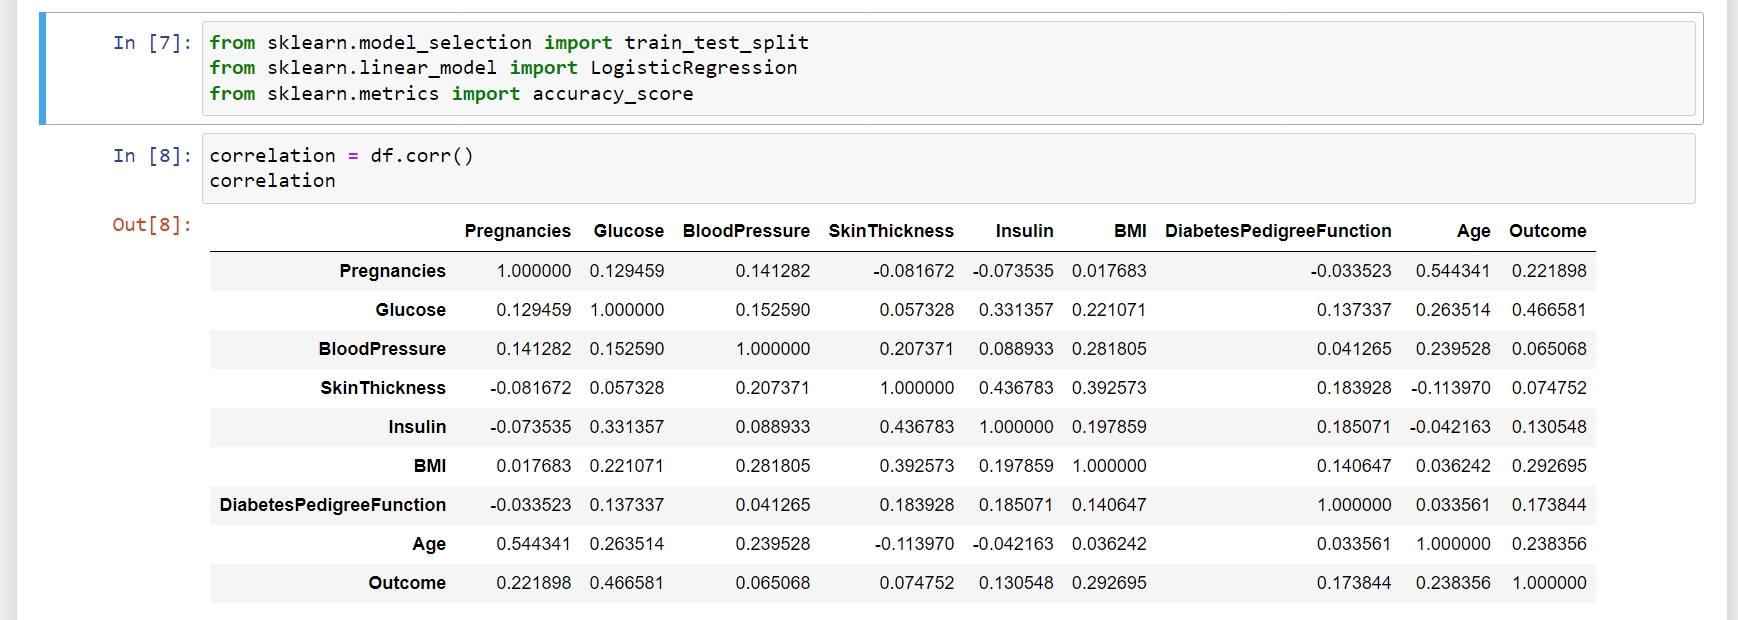 In [7]: from sklearn.model_selection import train_test_split
from sklearn.linear_model import LogisticRegression
from sklearn.metrics import accuracy_score
In [8]: correlation = df.corr()
correlation
Out[8]:
Pregnancies Glucose BloodPressure SkinThickness Insulin BMI DiabetesPedigreeFunction Age Outcome
Pregnancies 1.000000 0.129459 0.141282 -0.081672 -0.073535 0.017683 -0.033523 0.544341 0.221898
Glucose 0.129459 1.000000 0.152590 0.057328 0.331357 0.221071 0.137337 0.263514 0.466581
BloodPressure 0.141282 0.152590 1.000000 0.207371 0.088933 0.281805 0.041265 0.239528 0.065068
SkinThickness -0.081672 0.057328 0.207371 1.000000 0.436783 0.392573 0.183928 -0.113970 0.074752
Insulin -0.073535 0.331357 0.088933 0.436783 1.000000 0.197859 0.185071 -0.042163 0.130548
BMI 0.017683 0.221071 0.281805 0.392573 0.197859 1.000000 0.140647 0.036242 0.292695
DiabetesPedigreeFunction -0.033523 0.137337 0.041265 0.183928 0.185071 0.140647 1.000000 0.033561 0.173844
Age 0.544341 0.263514 0.239528 -0.113970 -0.042163 0.036242 0.033561 1.000000 0.238356
Outcome 0.221898 0.466581 0.065068 0.074752 0.130548 0.292695 0.173844 0.238356 1.000000